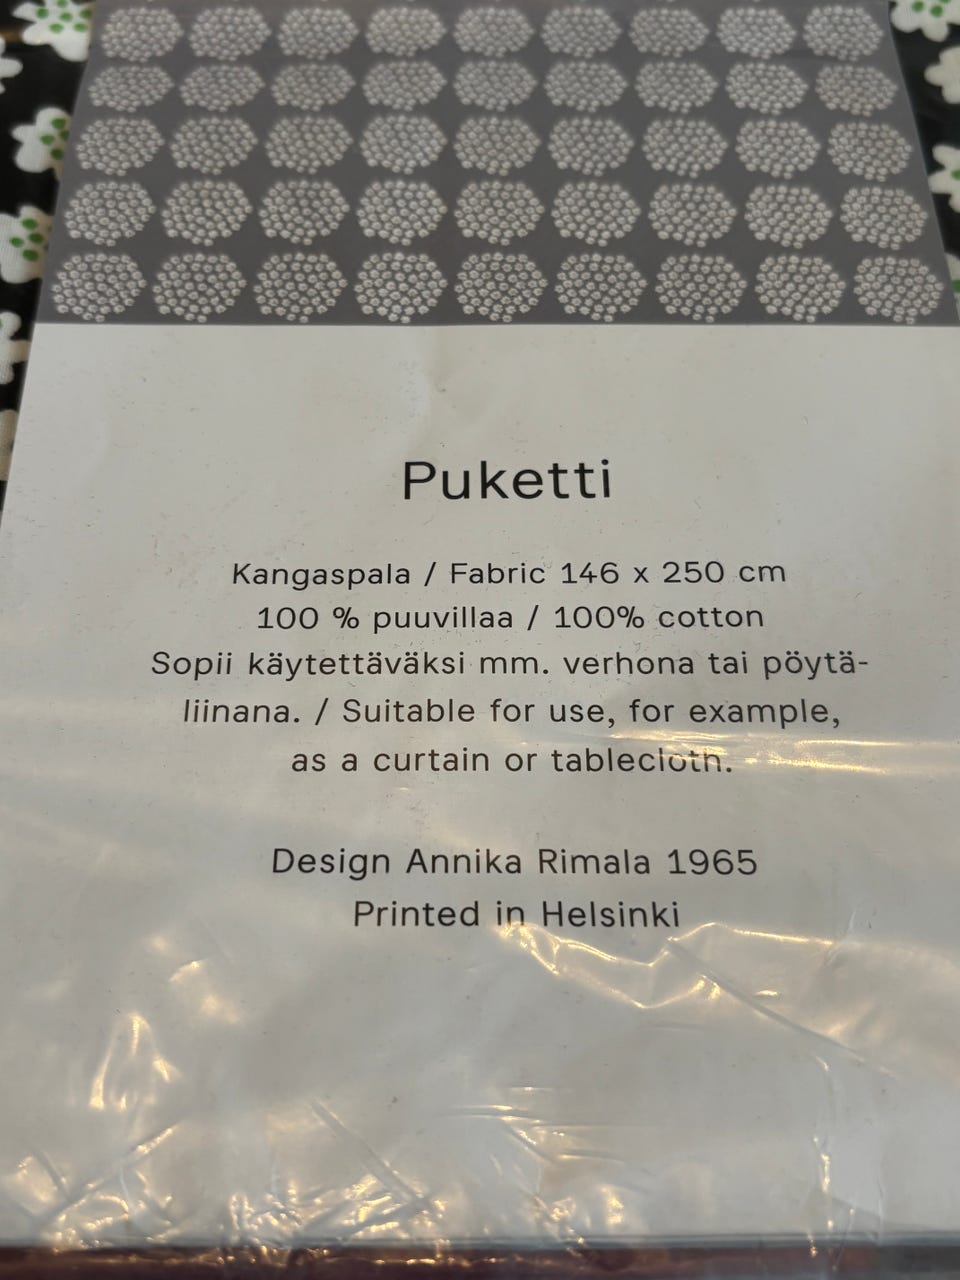 Puketti
Kangaspala / Fabric 146 x 250 cm
100 % puuvillaa / 100% cotton
Sopii käytettäväksi mm. verhona tai pöytä-
liinana. / Suitable for use, for example,
as a curtain or tablecloth.
Design Annika Rimala 1965
Printed in Helsinki